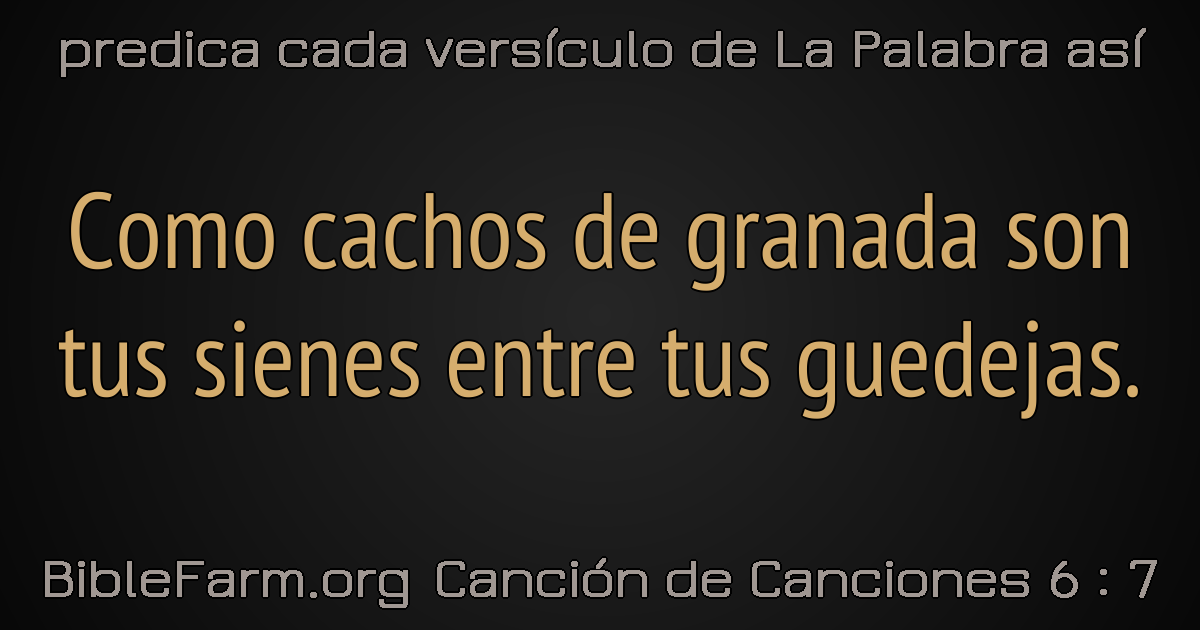 predica cada versículo de La Palabra así
Como cachos de granada son
tus sienes entre tus guedejas.
BibleFarm.org Canción de Canciones 6 : 7